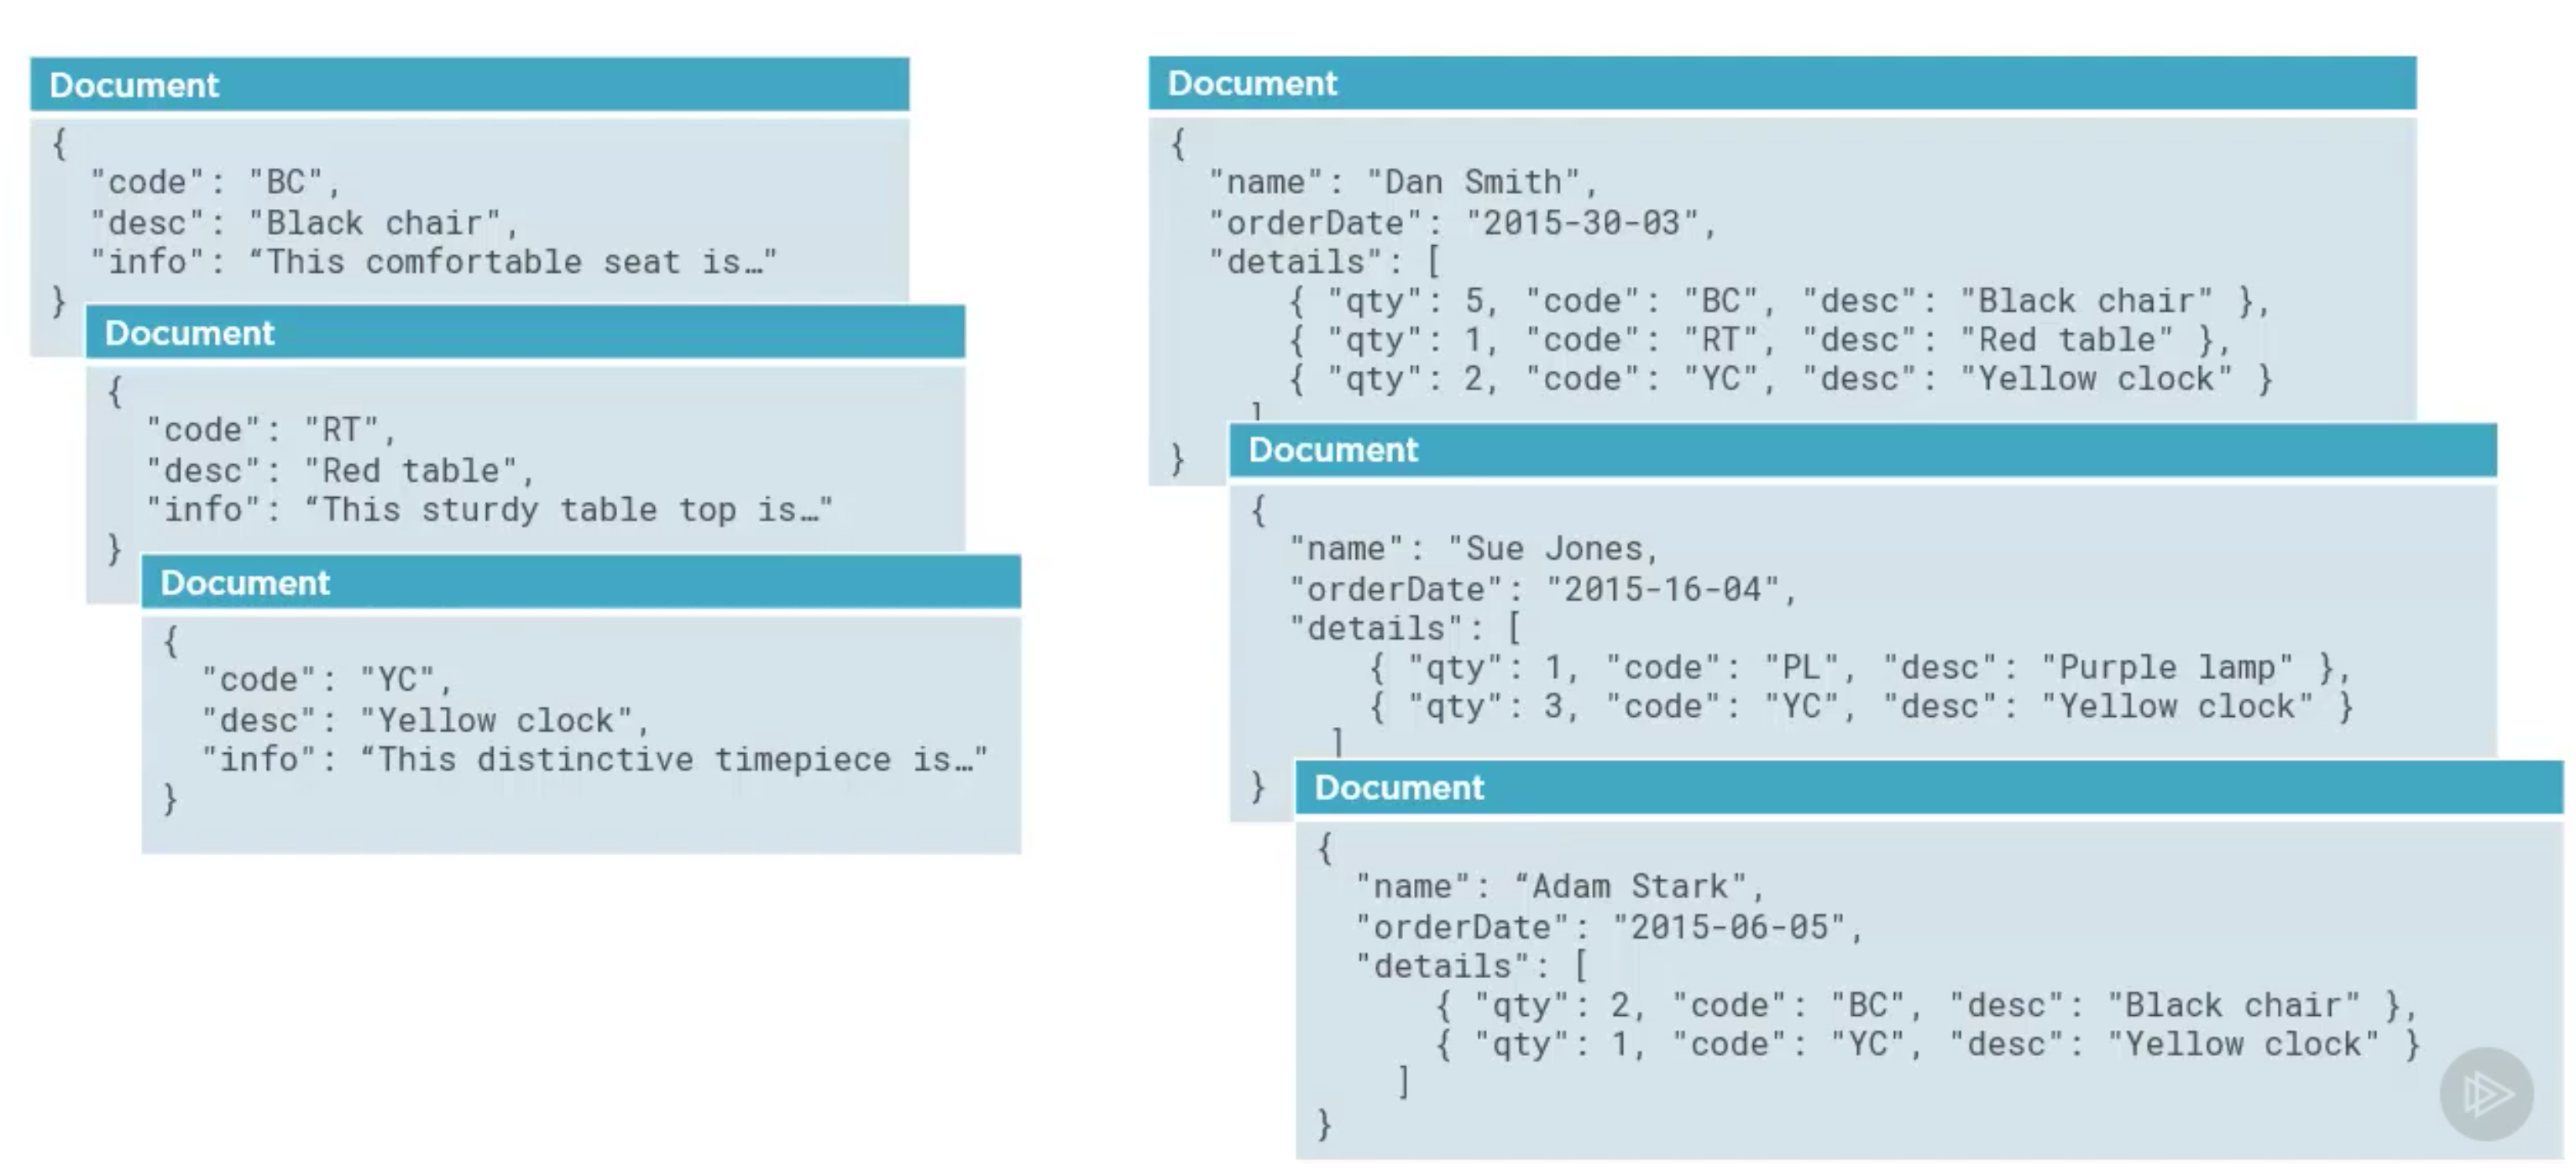 Document
{
"code": "BC",
"desc": "Black chair",
"info": “This comfortable seat is…"
}
Document
{
"code": "RT",
"desc": "Red table",
"info": “This sturdy table top is…"
}
Document
{
"code": "YC",
"desc": "Yellow clock",
"info": “This distinctive timepiece is…"
}
Document
{
"name": "Dan Smith",
"orderDate": "2015-30-03",
"details": [
{ "qty": 5, "code": "BC", "desc": "Black chair" },
{ "qty": 1, "code": "RT", "desc": "Red table" },
{ "qty": 2, "code": "YC", "desc": "Yellow clock" }
]
}
Document
{
"name": "Sue Jones,
"orderDate": "2015-16-04",
"details": [
{ "qty": 1, "code": "PL", "desc": "Purple lamp" },
{ "qty": 3, "code": "YC", "desc": "Yellow clock" }
]
}
Document
{
"name": “Adam Stark",
"orderDate": "2015-06-05",
"details": [
{ "qty": 2, "code": "BC", "desc": "Black chair" },
{ "qty": 1, "code": "YC", "desc": "Yellow clock" }
]
}